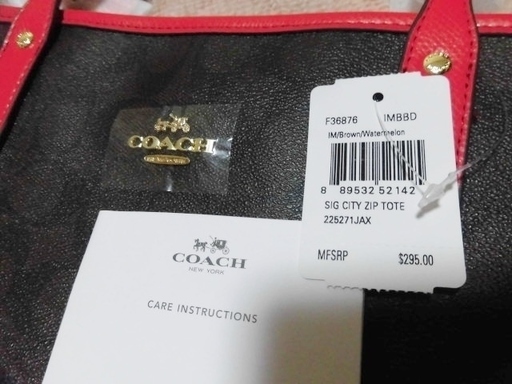 COACH
F36876 IMBBD
IM/Brown/Watermelon
8 89532 52142
SIG CITY ZIP TOTE
225271JAX
MFSRP $295.00
COACH
NEW YORK
CARE INSTRUCTIONS